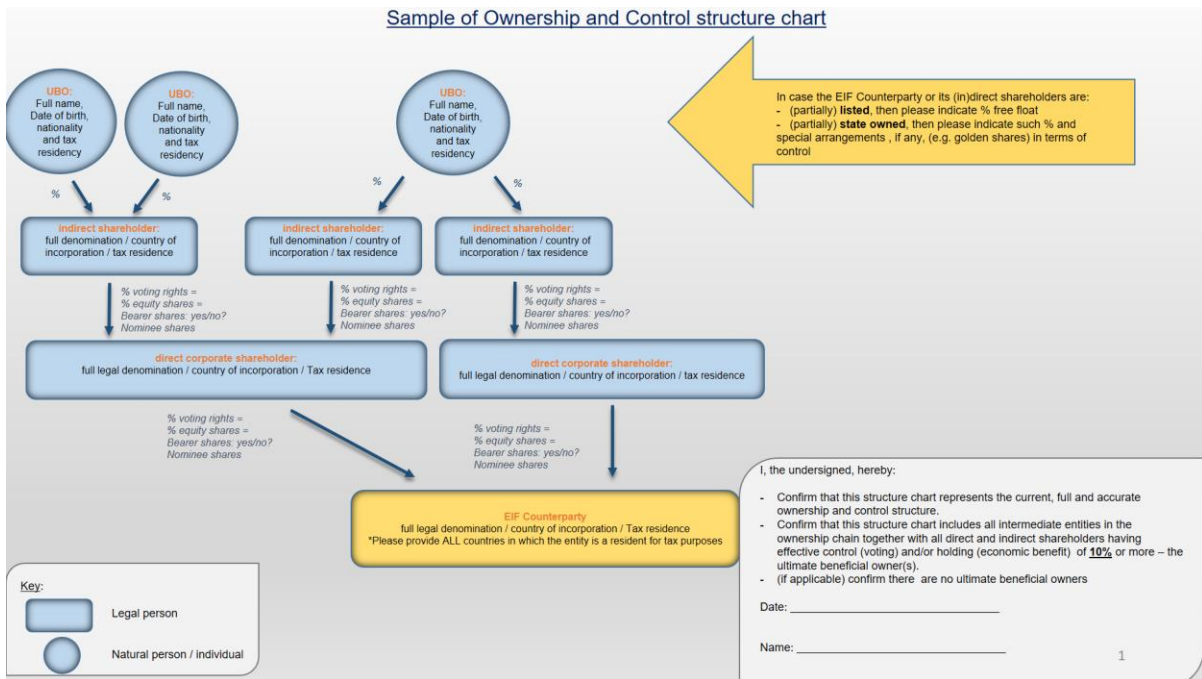 Sample of Ownership and Control structure chart
UBO:
Full name,
Date of birth,
nationality
and tax
residency
UBO:
Full name,
Date of birth,
nationality
and tax
residency
UBO:
Full name,
Date of birth,
nationality
and tax
residency
In case the EIF Counterparty or its (in)direct shareholders are:
- (partially) listed, then please indicate % free float
- (partially) state owned, then please indicate such % and
special arrangements , if any, (e.g. golden shares) in terms of
control
%
%
%
%
indirect shareholder:
full denomination / country of
incorporation / tax residence
indirect shareholder:
full denomination / country of
incorporation / tax residence
indirect shareholder:
full denomination / country of
incorporation / tax residence
% voting rights =
% equity shares =
Bearer shares: yes/no?
Nominee shares
% voting rights =
% equity shares =
Bearer shares: yes/no?
Nominee shares
% voting rights =
% equity shares =
Bearer shares: yes/no?
Nominee shares
direct corporate shareholder:
full legal denomination / country of incorporation / Tax residence
direct corporate shareholder:
full legal denomination / country of incorporation / tax residence
% voting rights =
% equity shares =
Bearer shares: yes/no?
Nominee shares
% voting rights =
% equity shares =
Bearer shares: yes/no?
Nominee shares
EIF Counterparty
full legal denomination / country of incorporation / Tax residence
*Please provide ALL countries in which the entity is a resident for tax purposes
I, the undersigned, hereby:
- Confirm that this structure chart represents the current, full and accurate
ownership and control structure.
- Confirm that this structure chart includes all intermediate entities in the
ownership chain together with all direct and indirect shareholders having
effective control (voting) and/or holding (economic benefit) of 10% or more – the
ultimate beneficial owner(s).
- (if applicable) confirm there are no ultimate beneficial owners
Date: ____________________________
Name: ____________________________
1
Key:
Legal person
Natural person / individual